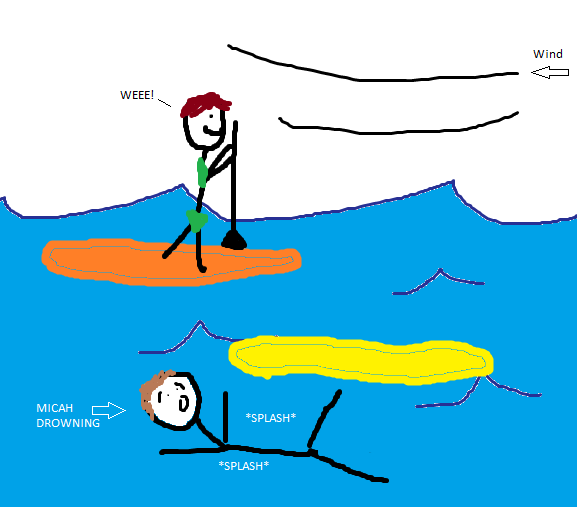 Wind
WEEE!
MICAH
DROWNING
*SPLASH*
*SPLASH*